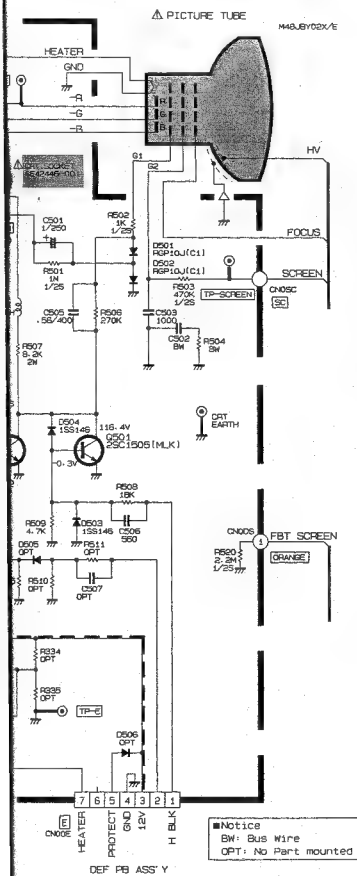 ⚠ PICTURE TUBE
M48JBY02X/E
HEATER
GND
-R
-G
-B
R
G
B
⚠ CRT SOCKET
G1
G2
HV
FOCUS
SCREEN
CN0SC
SC
TP-SCREEN
R502
1K
1/2S
D501
RGP10J(C1)
D502
RGP10J(C1)
C501
1/250
R501
1N
1/2S
R503
470K
1/2S
C505
.56/400
R506
270K
C503
1000
C502
BW
R504
BW
R507
8.2K
2W
CRT
EARTH
D504
1SS146
116.4V
Q501
2SC1505(MLK)
-0.3V
R508
18K
R509
4.7K
D503
1SS146
C506
560
D505
OPT
R511
OPT
R510
OPT
C507
OPT
CN0DS
1
FBT SCREEN
ORANGE
R520
2.2M
1/2S
R334
OPT
R335
OPT
TP-E
D506
OPT
7 6 5 4 3 2 1
E
CN00E
HEATER
PROTECT
GND
12V
H BLK
DEF PB ASS'Y
■Notice
BW: Bus Wire
OPT: No Part mounted